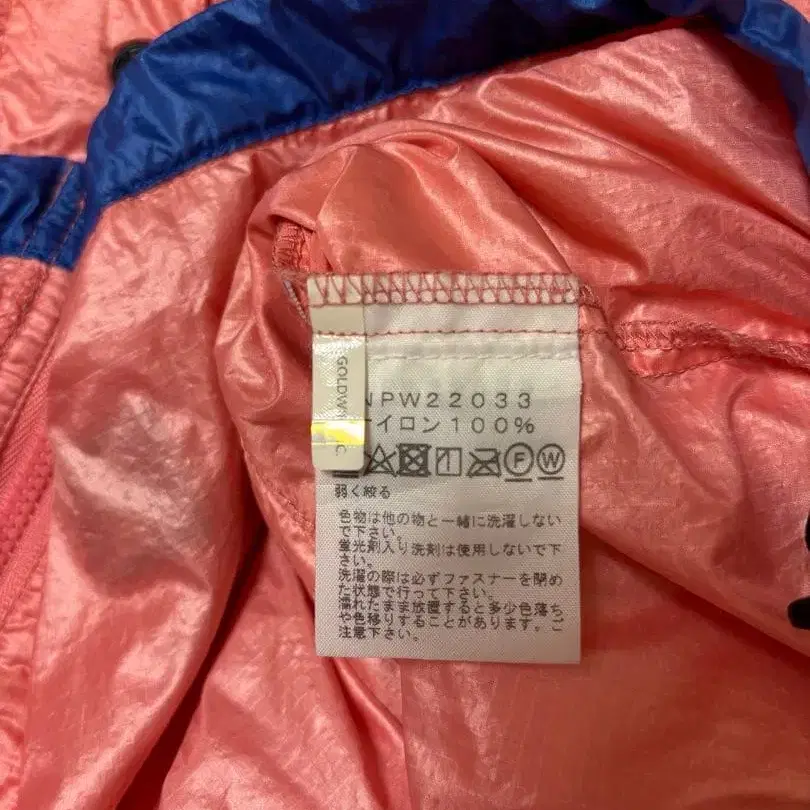 GOLDWIN
NPW22033
ナイロン100%
F W
弱く絞る
色物は他の物と一緒に洗濯しない
で下さい。
蛍光剤入り洗剤は使用しないで下
さい。
洗濯の際は必ずファスナーを閉め
た状態で行って下さい。
濡れたまま放置すると多少色落ち
や色移りすることがあります。ご
注意下さい。